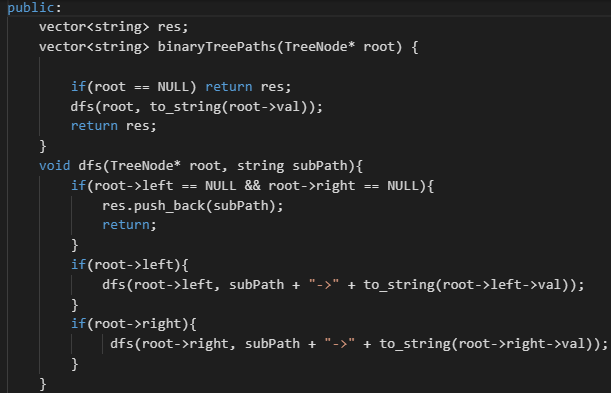 public:
    vector<string> res;
    vector<string> binaryTreePaths(TreeNode* root) {
        if(root == NULL) return res;
        dfs(root, to_string(root->val));
        return res;
    }
    void dfs(TreeNode* root, string subPath){
        if(root->left == NULL && root->right == NULL){
            res.push_back(subPath);
            return;
        }
        if(root->left){
            dfs(root->left, subPath + "->" + to_string(root->left->val));
        }
        if(root->right){
             dfs(root->right, subPath + "->" + to_string(root->right->val));
        }
    }